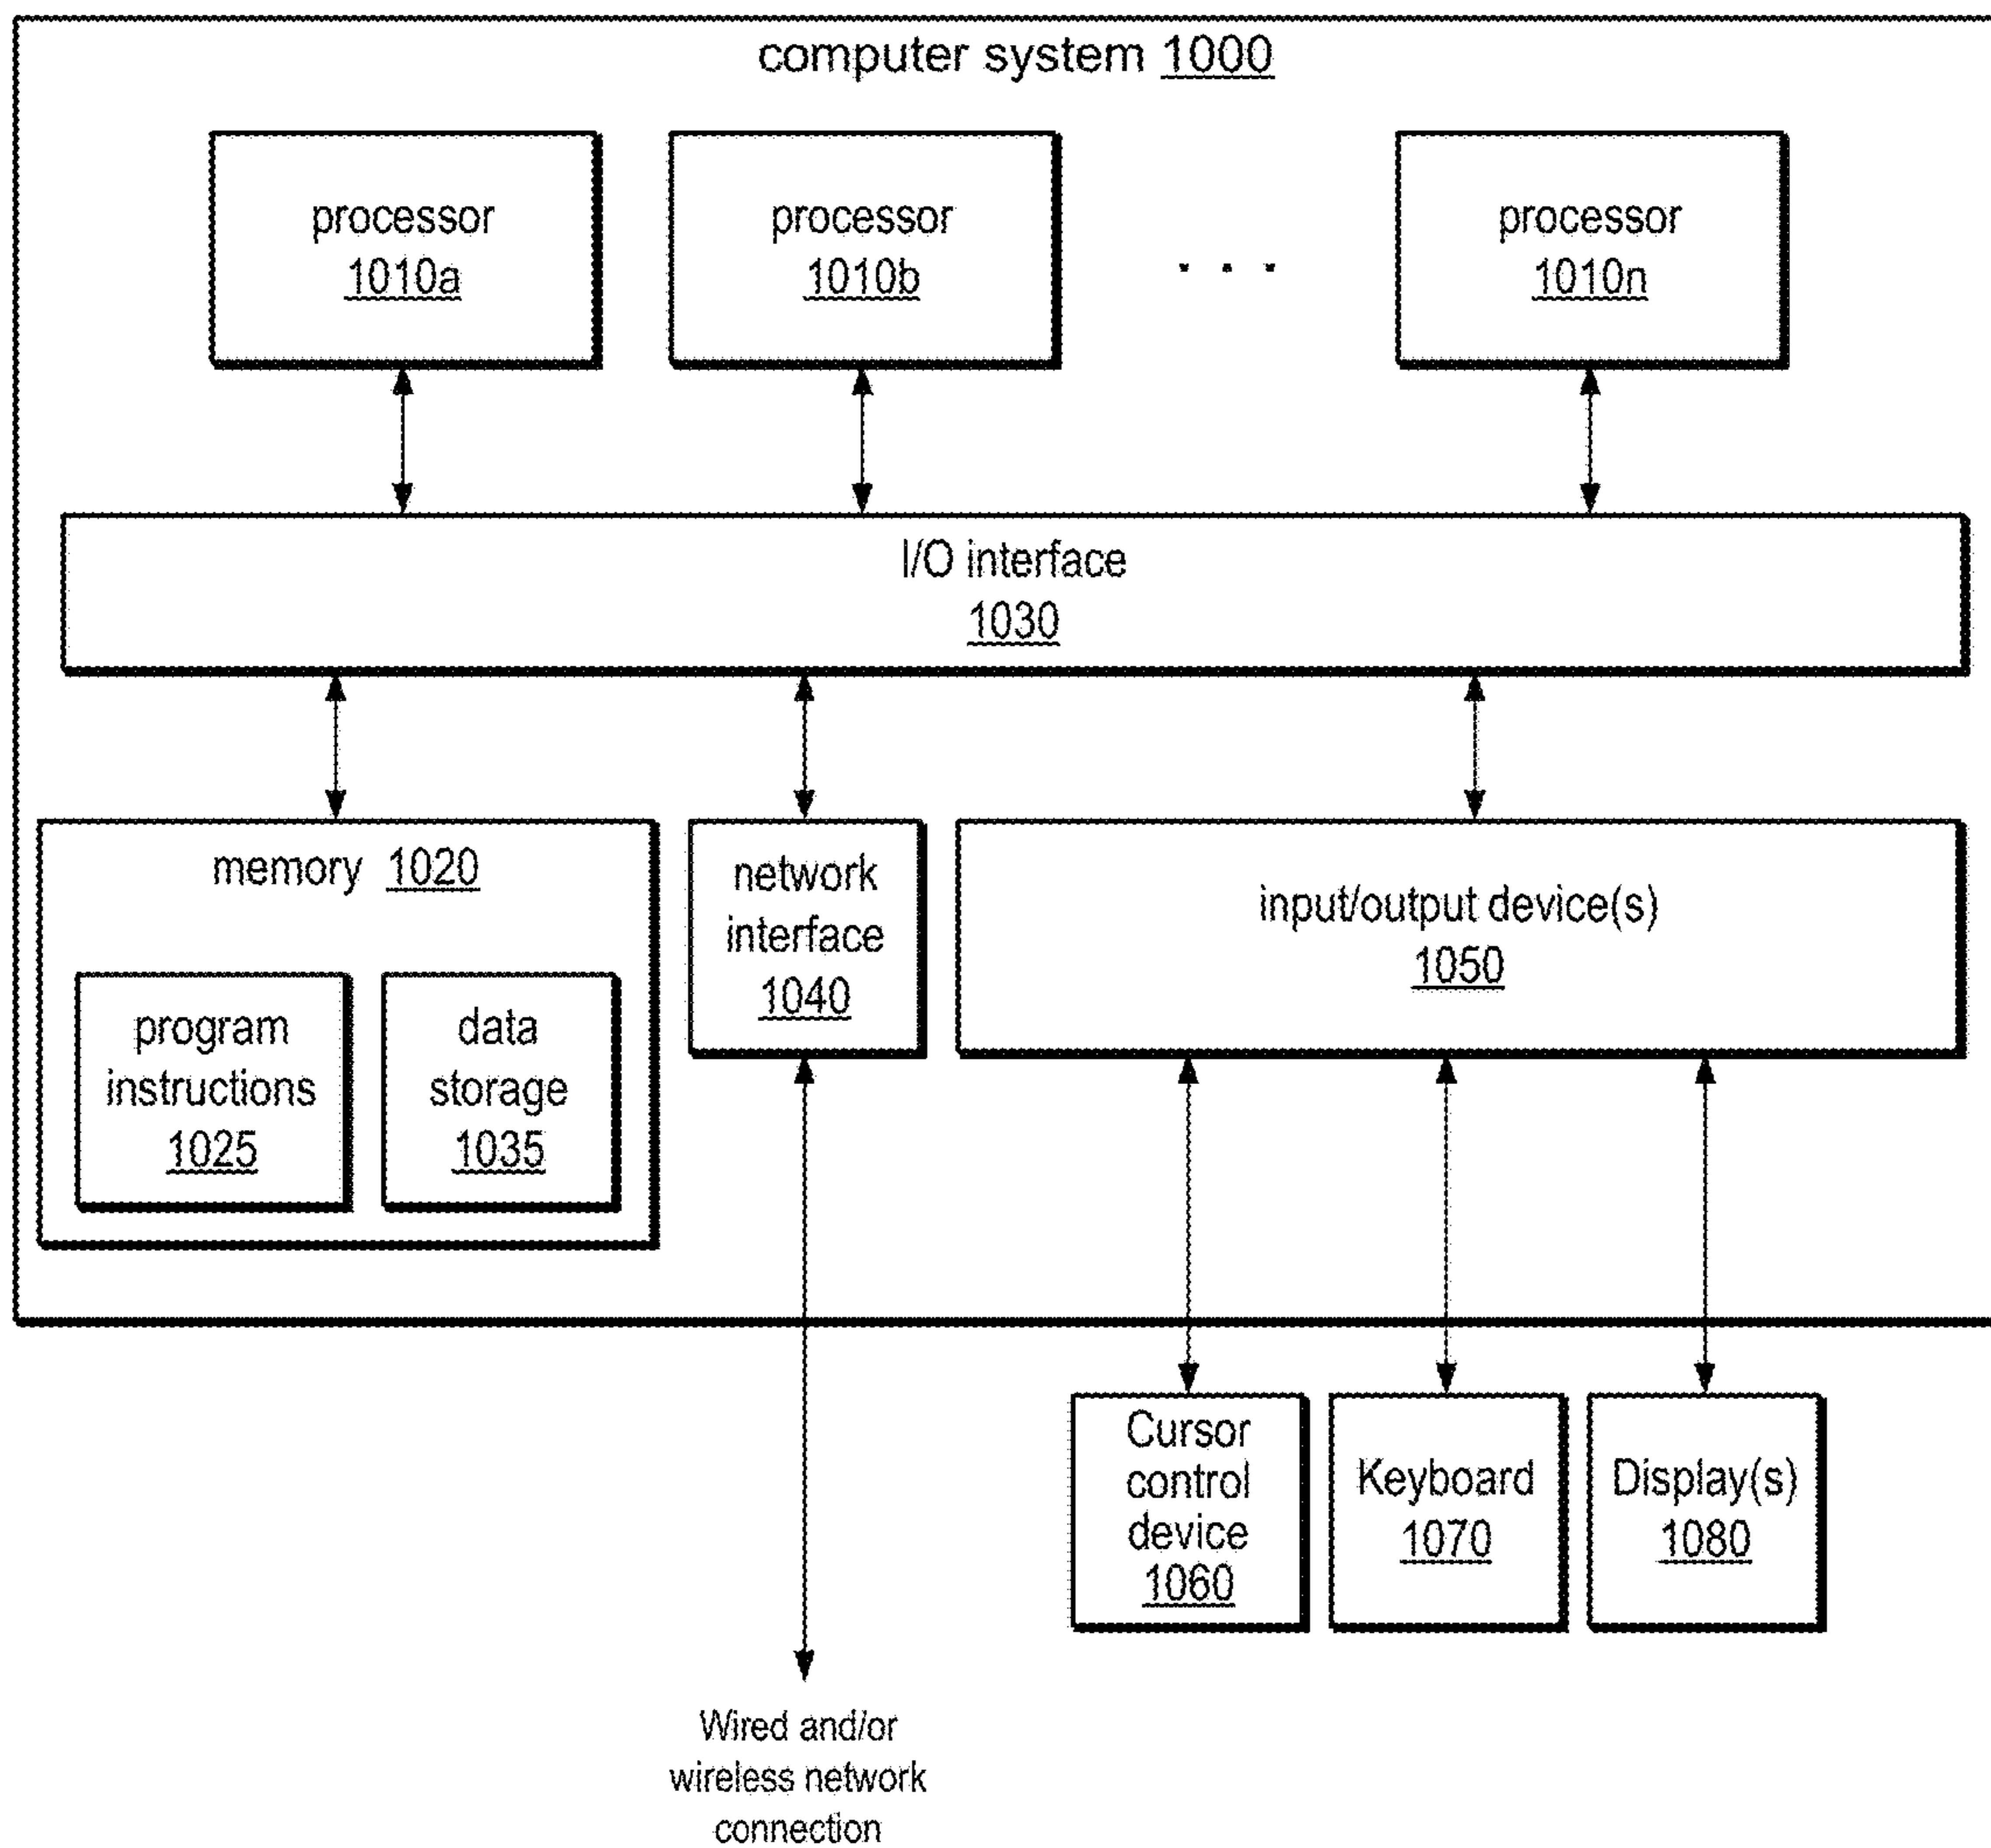 computer system 1000
processor
1010a
processor
1010b
. . .
processor
1010n
I/O interface
1030
memory 1020
program
instructions
1025
data
storage
1035
network
interface
1040
input/output device(s)
1050
Cursor
control
device
1060
Keyboard
1070
Display(s)
1080
Wired and/or
wireless network
connection